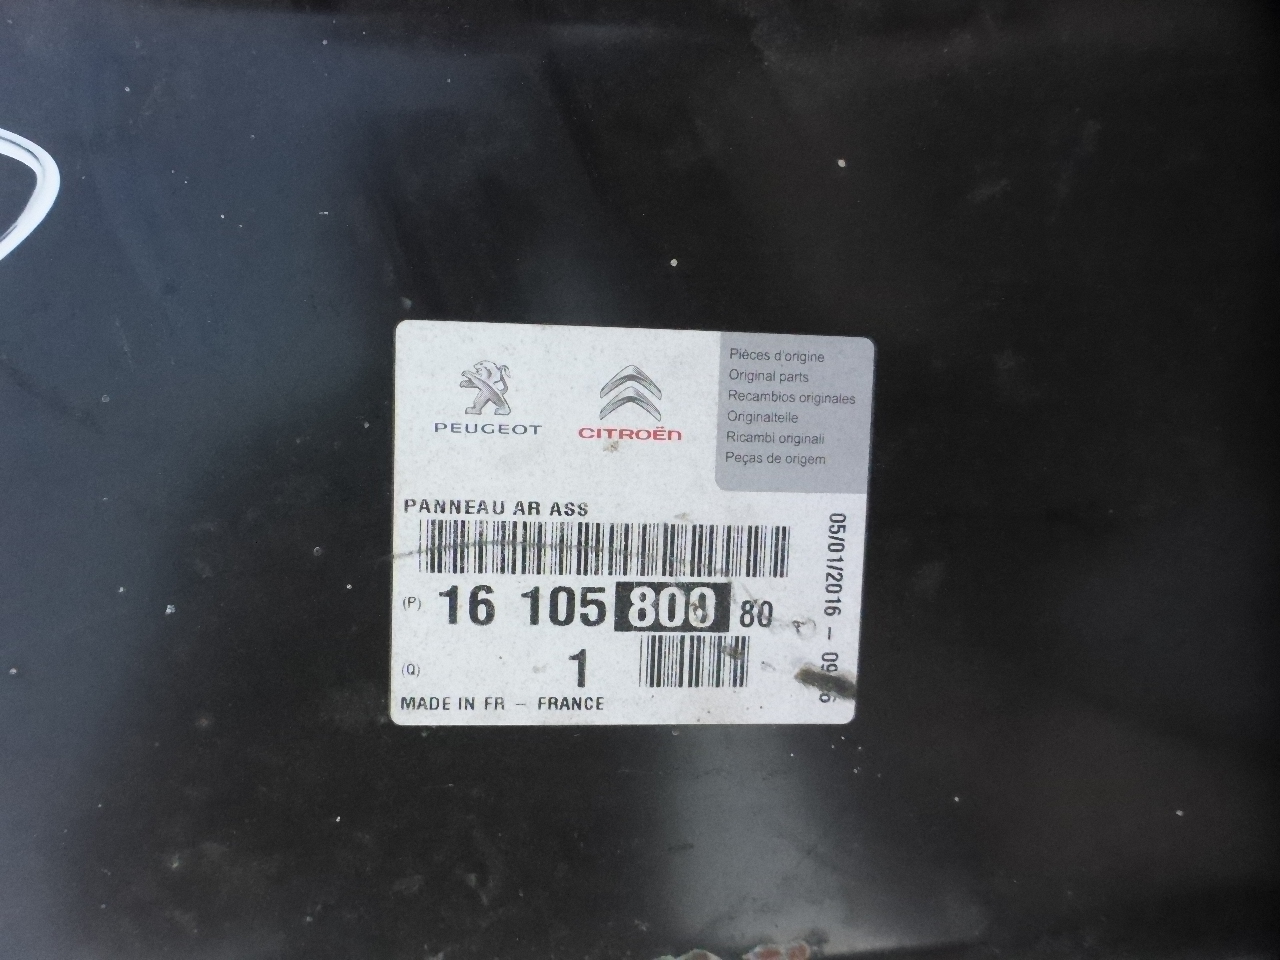 PEUGEOT
CITROËN
Pièces d'origine
Original parts
Recambios originales
Originalteile
Ricambi originali
Peças de origem
PANNEAU AR ASS
(P) 16 105 800 80
(Q) 1
MADE IN FR - FRANCE
05/01/2016 -